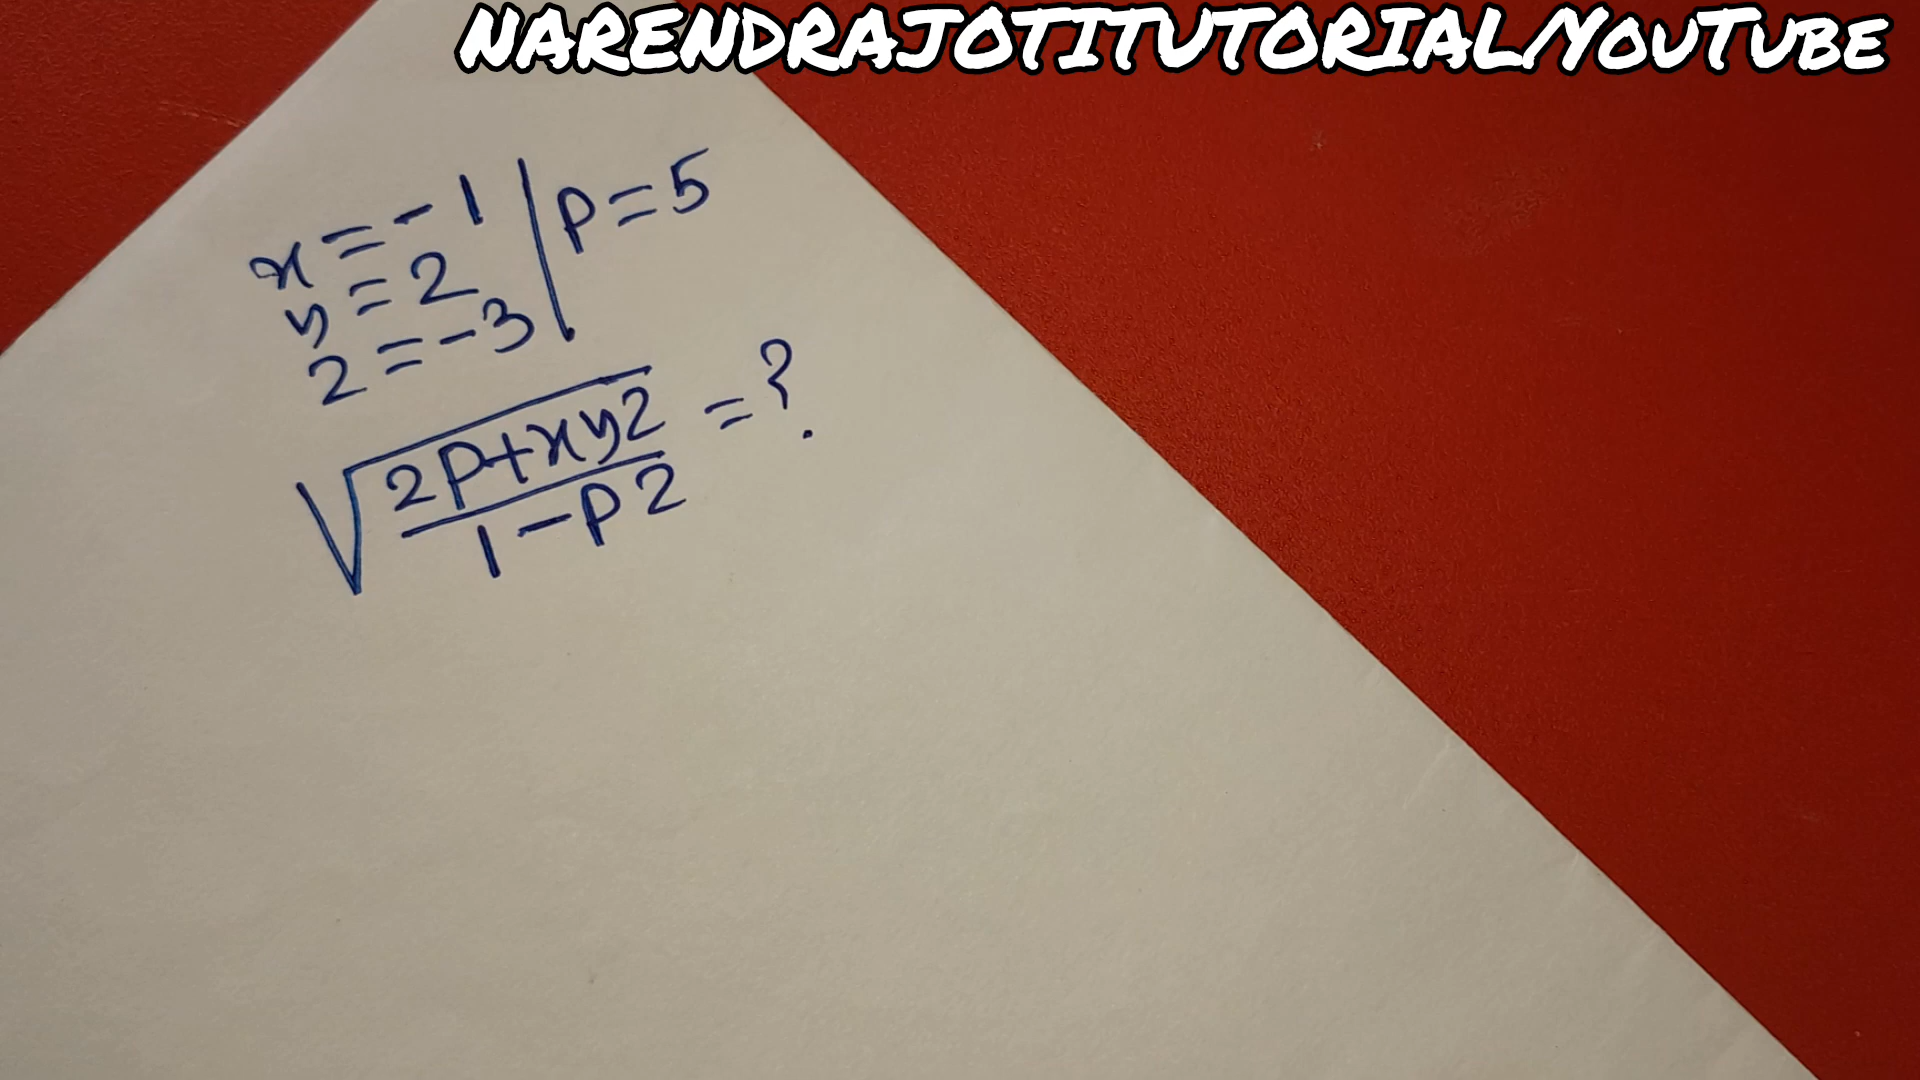 NARENDRAJOTITUTORIAL/YOUTUBE
x = -1 | p = 5
y = 2
z = -3
√(2p+xyz / 1-pz) = ?